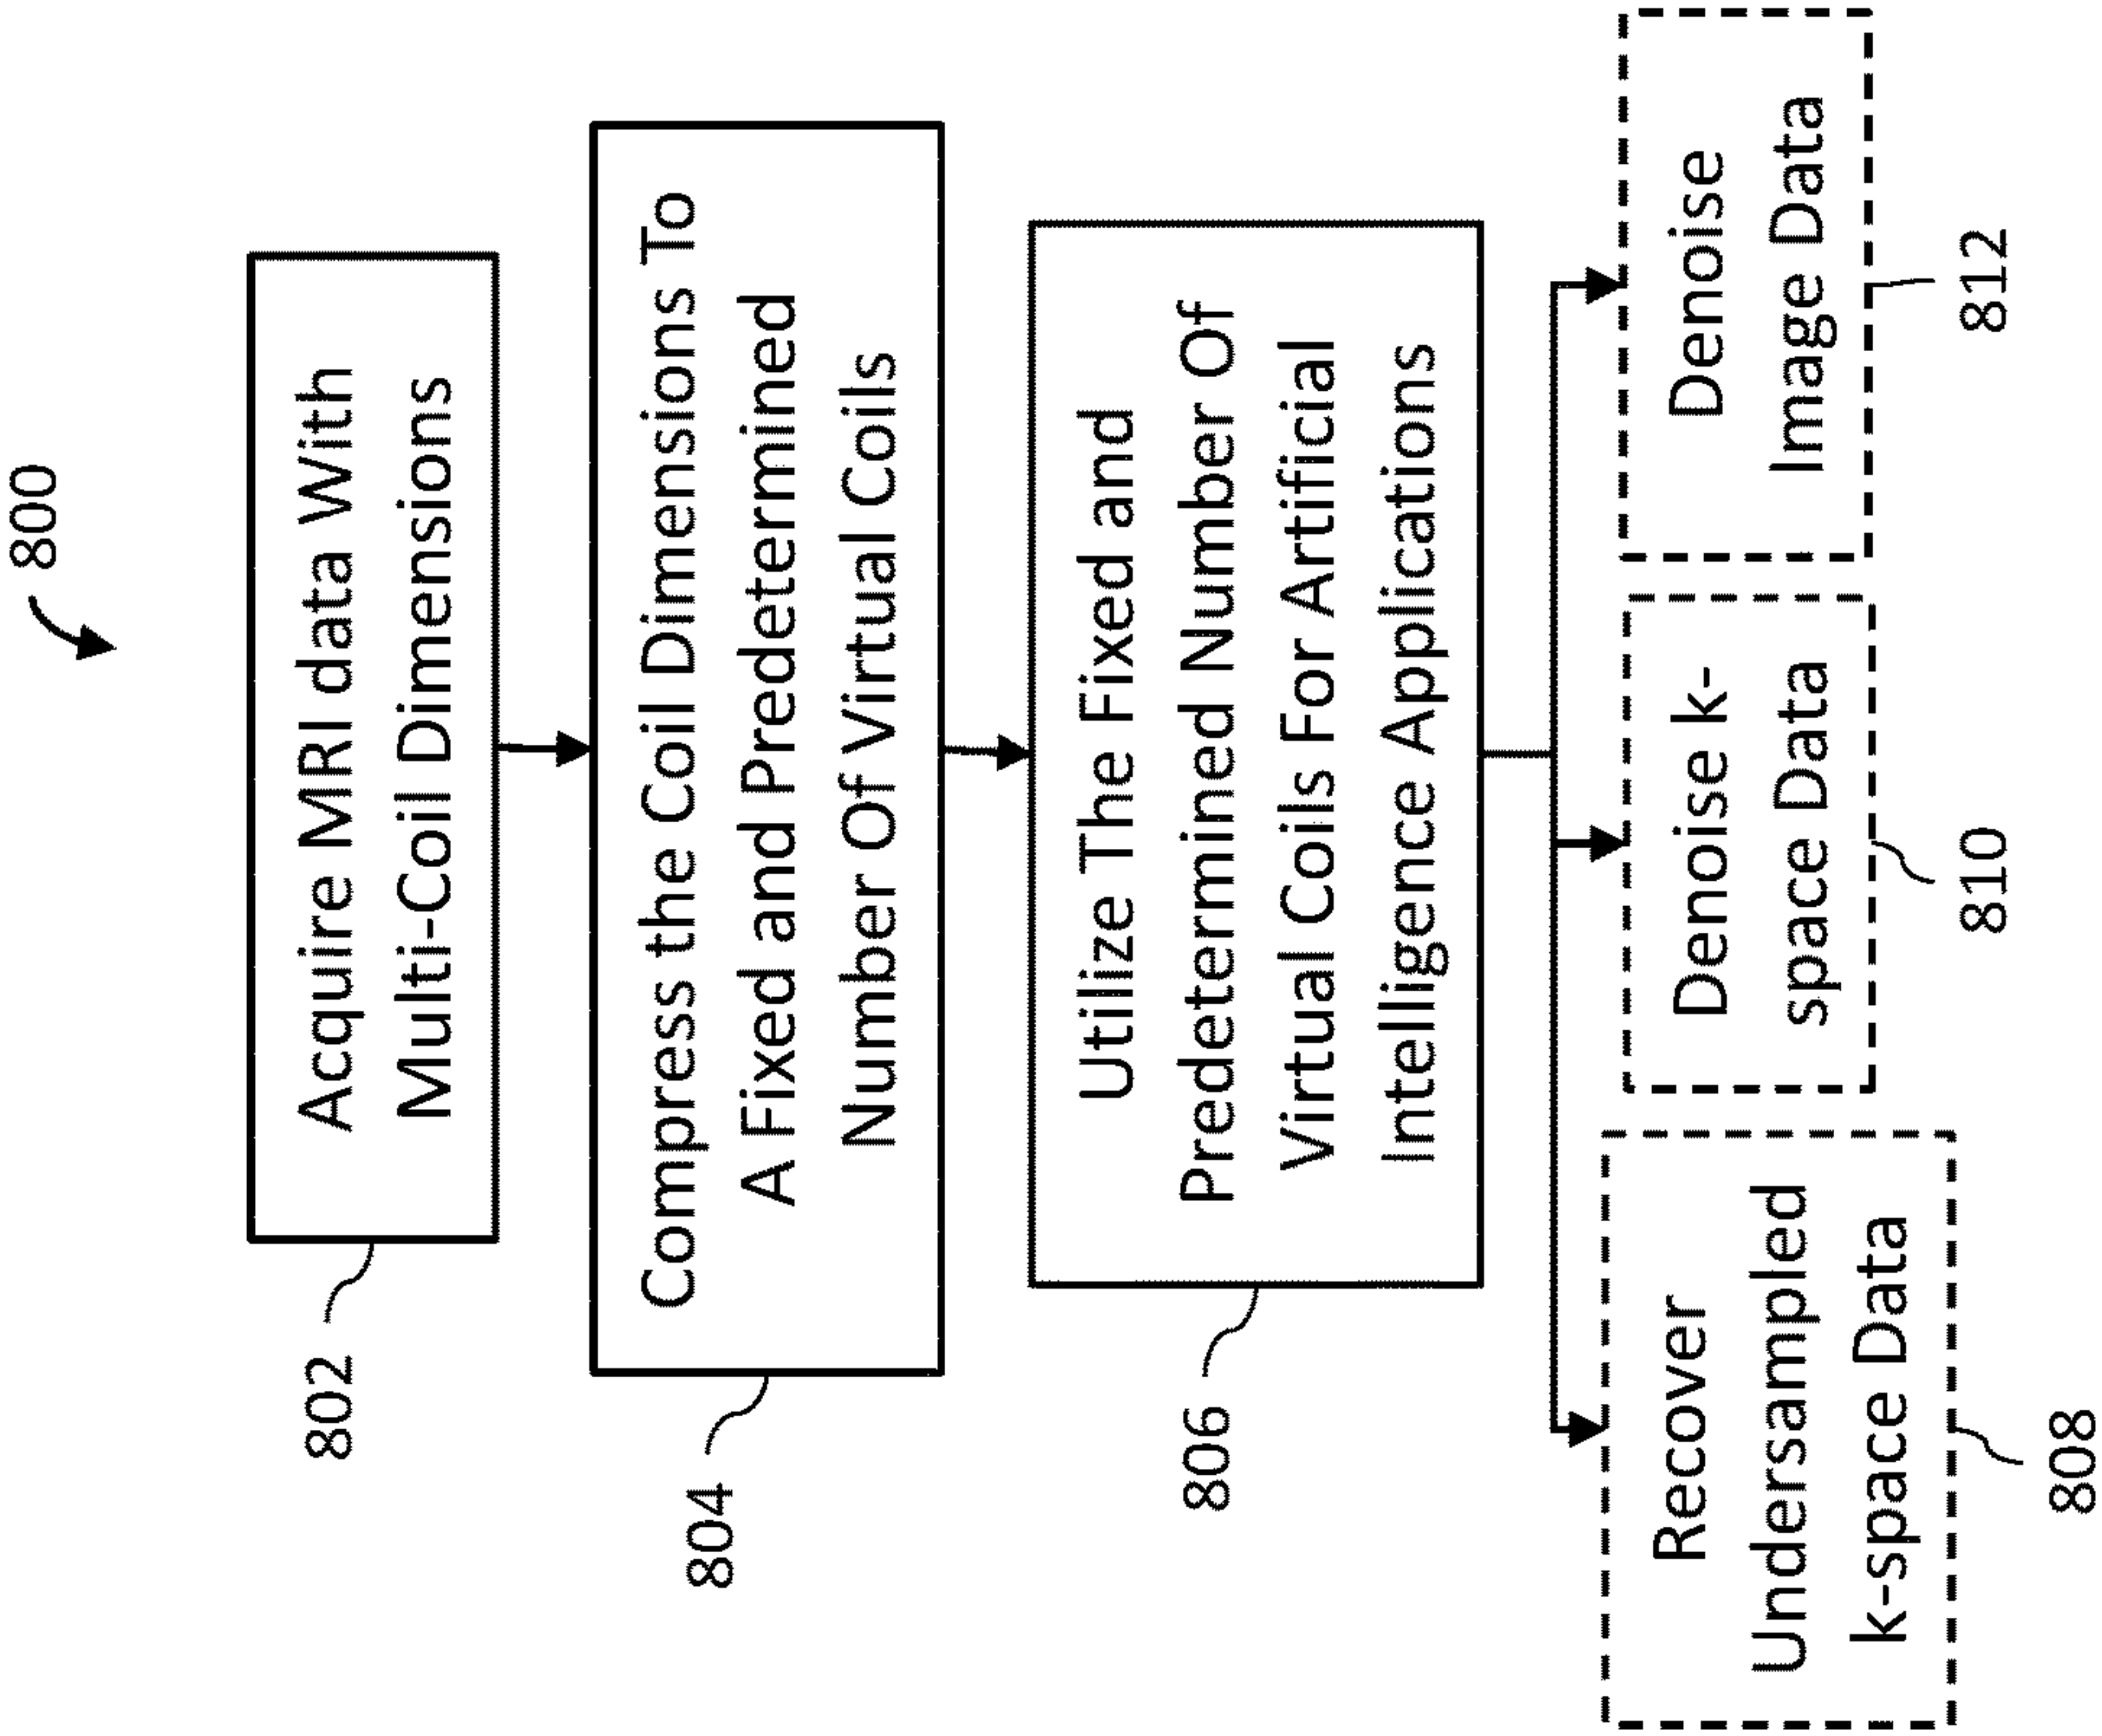 800
Acquire MRI data With
Multi-Coil Dimensions
802
Compress the Coil Dimensions To
A Fixed and Predetermined
Number Of Virtual Coils
804
Utilize The Fixed and
Predetermined Number Of
Virtual Coils For Artificial
Intelligence Applications
806
Recover
Undersampled
k-space Data
808
Denoise k-
space Data
810
Denoise
Image Data
812